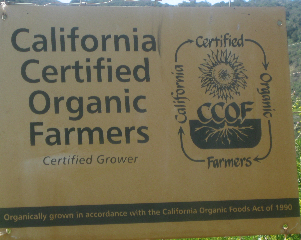 California
Certified
Organic
Farmers
Certified Grower
Certified
California
Organic
CCOF
Farmers
Organically grown in accordance with the California Organic Foods Act of 1990